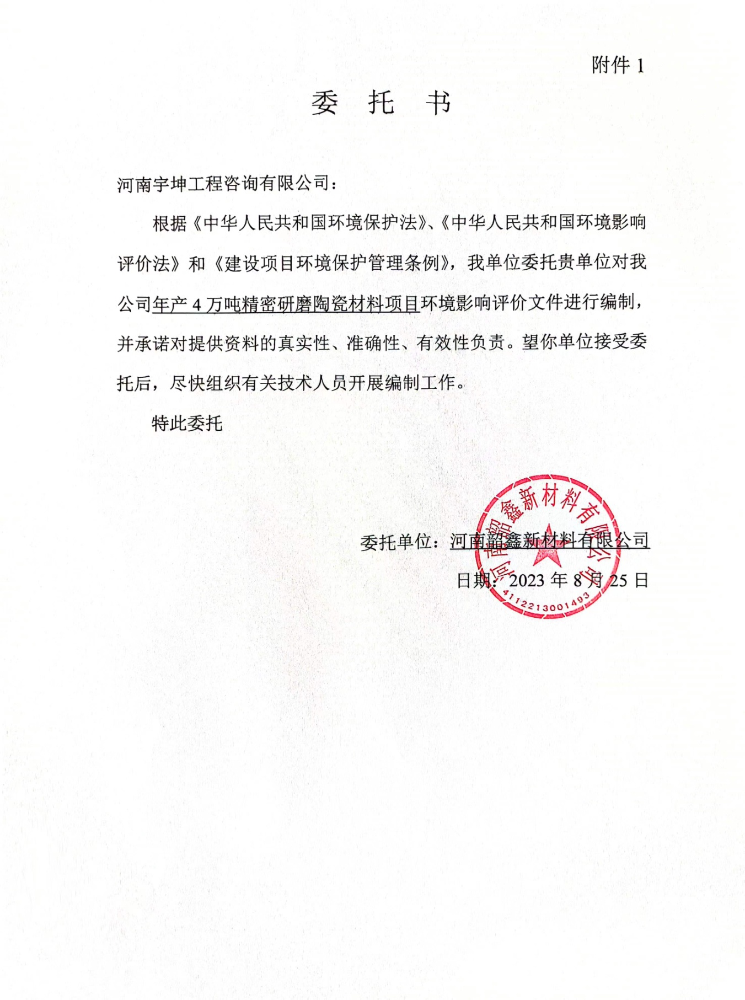 附件 1
委 托 书
河南宇坤工程咨询有限公司：
根据《中华人民共和国环境保护法》、《中华人民共和国环境影响
评价法》和《建设项目环境保护管理条例》，我单位委托贵单位对我
公司年产 4 万吨精密研磨陶瓷材料项目环境影响评价文件进行编制，
并承诺对提供资料的真实性、准确性、有效性负责。望你单位接受委
托后，尽快组织有关技术人员开展编制工作。
特此委托
委托单位：河南韶鑫新材料有限公司
日期：2023 年 8 月 25 日
河南韶鑫新材料有限公司
4112213001493